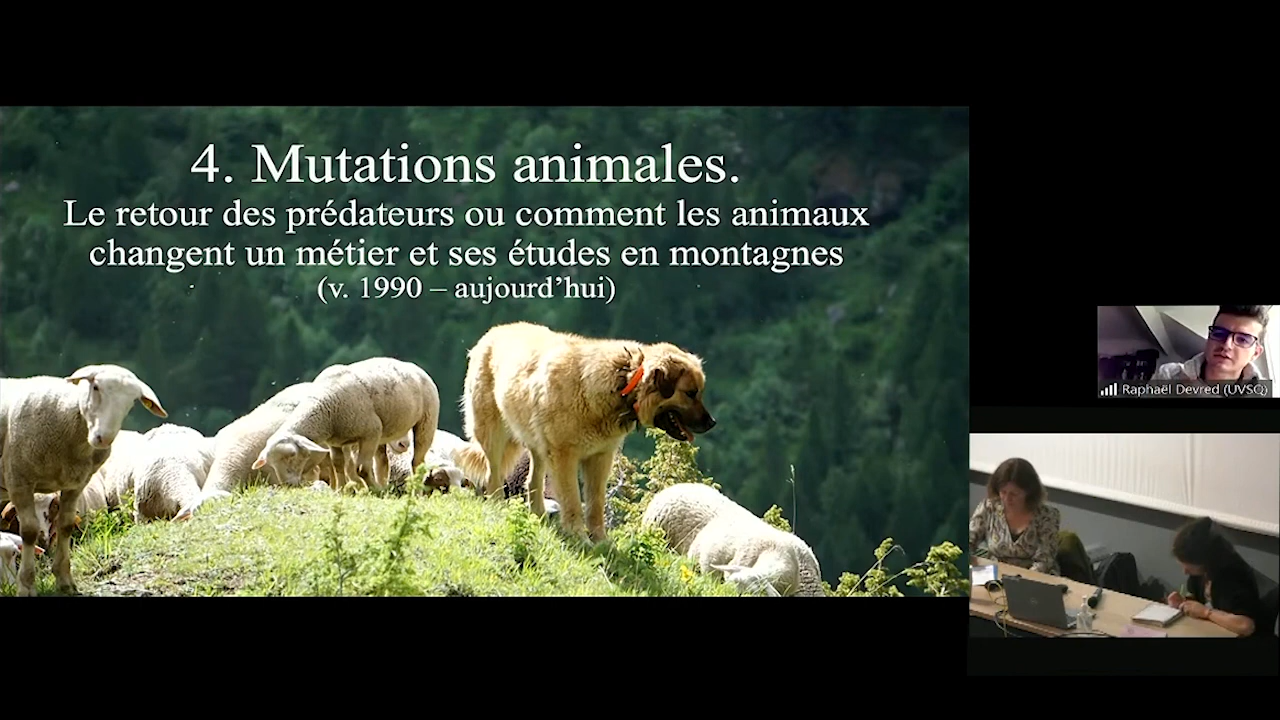 4. Mutations animales.
Le retour des prédateurs ou comment les animaux
changent un métier et ses études en montagnes
(v. 1990 – aujourd'hui)
Raphaël Devred (UVSQ)